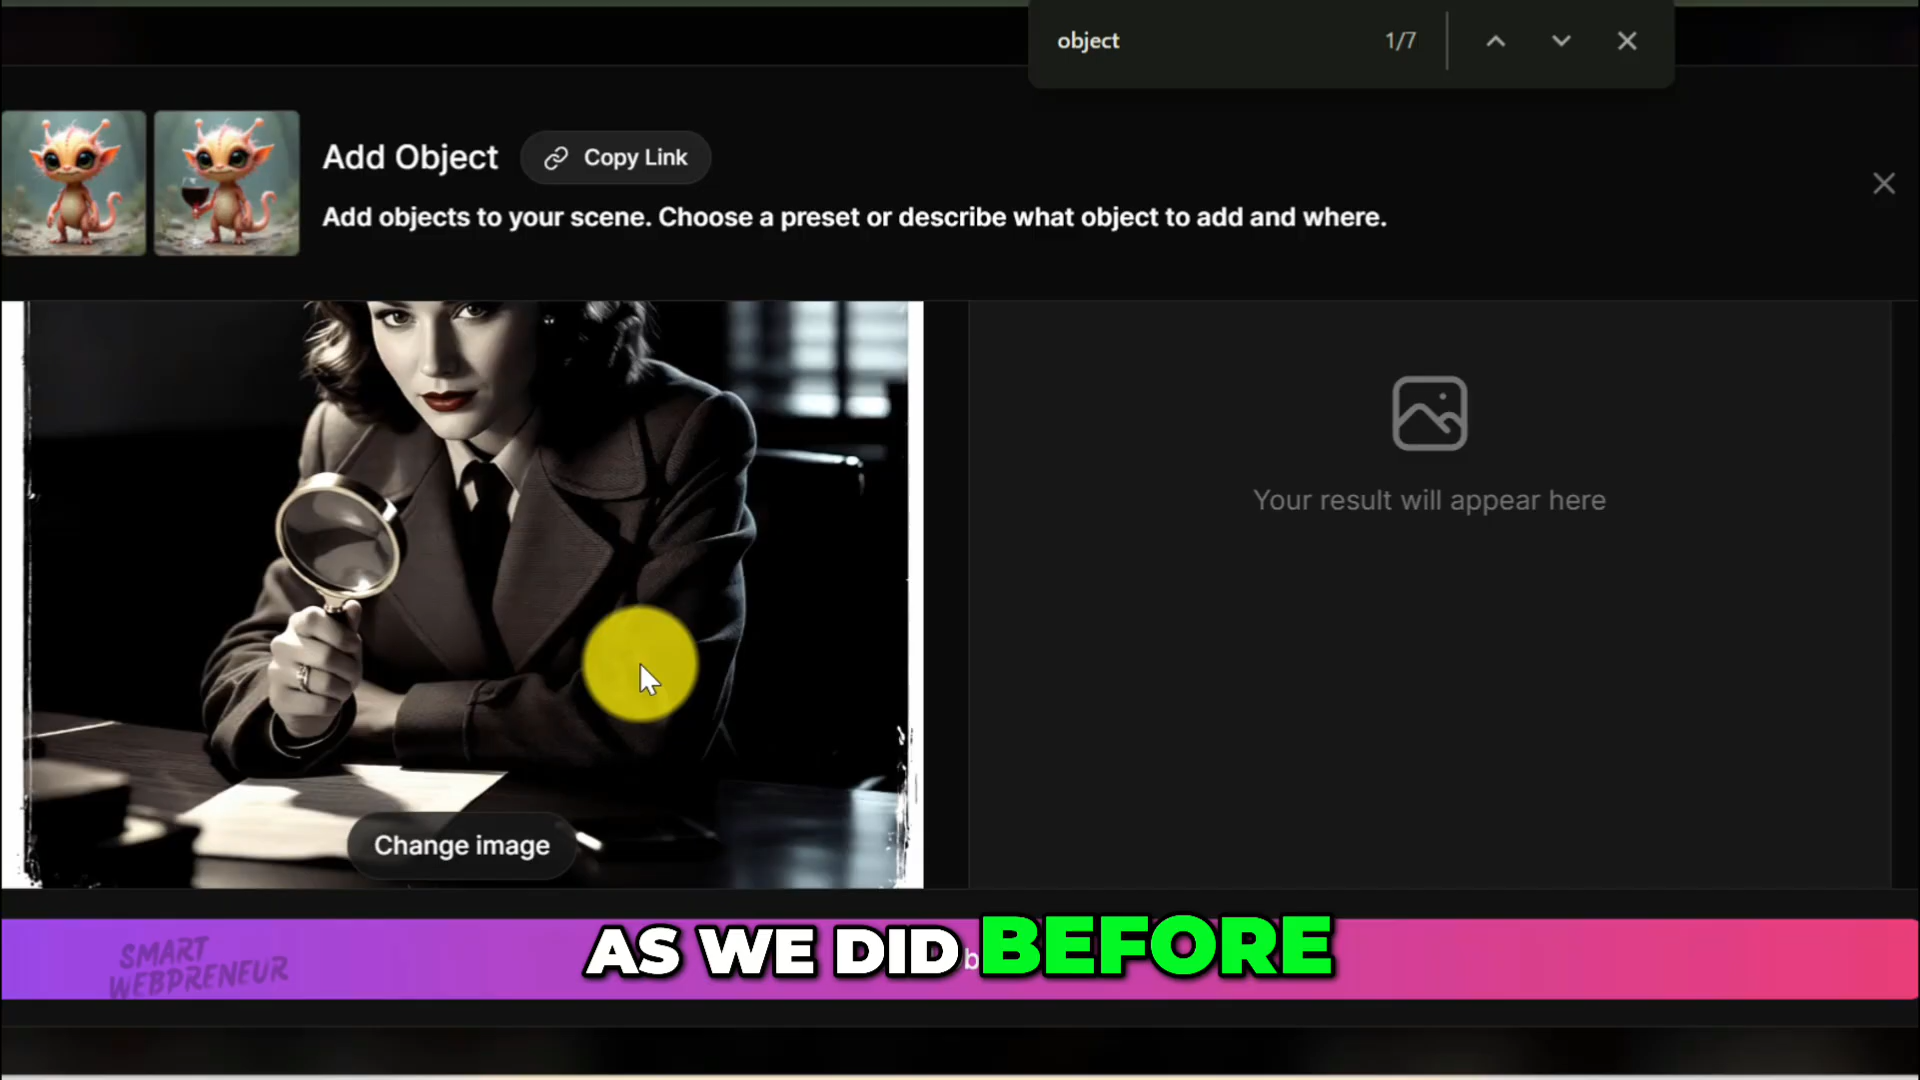 object 1/7
Add Object Copy Link
Add objects to your scene. Choose a preset or describe what object to add and where.
Your result will appear here
Change image
AS WE DID BEFORE
SMART
WEBPRENEUR